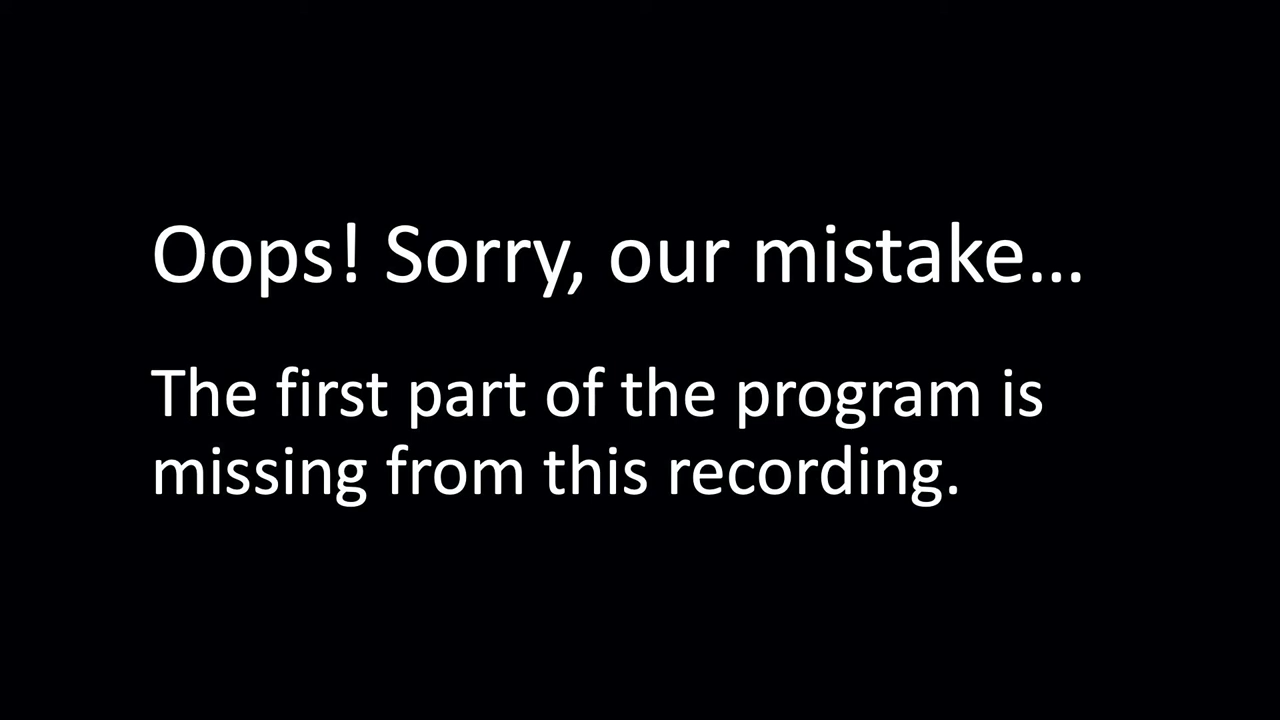 Oops! Sorry, our mistake...
The first part of the program is
missing from this recording.